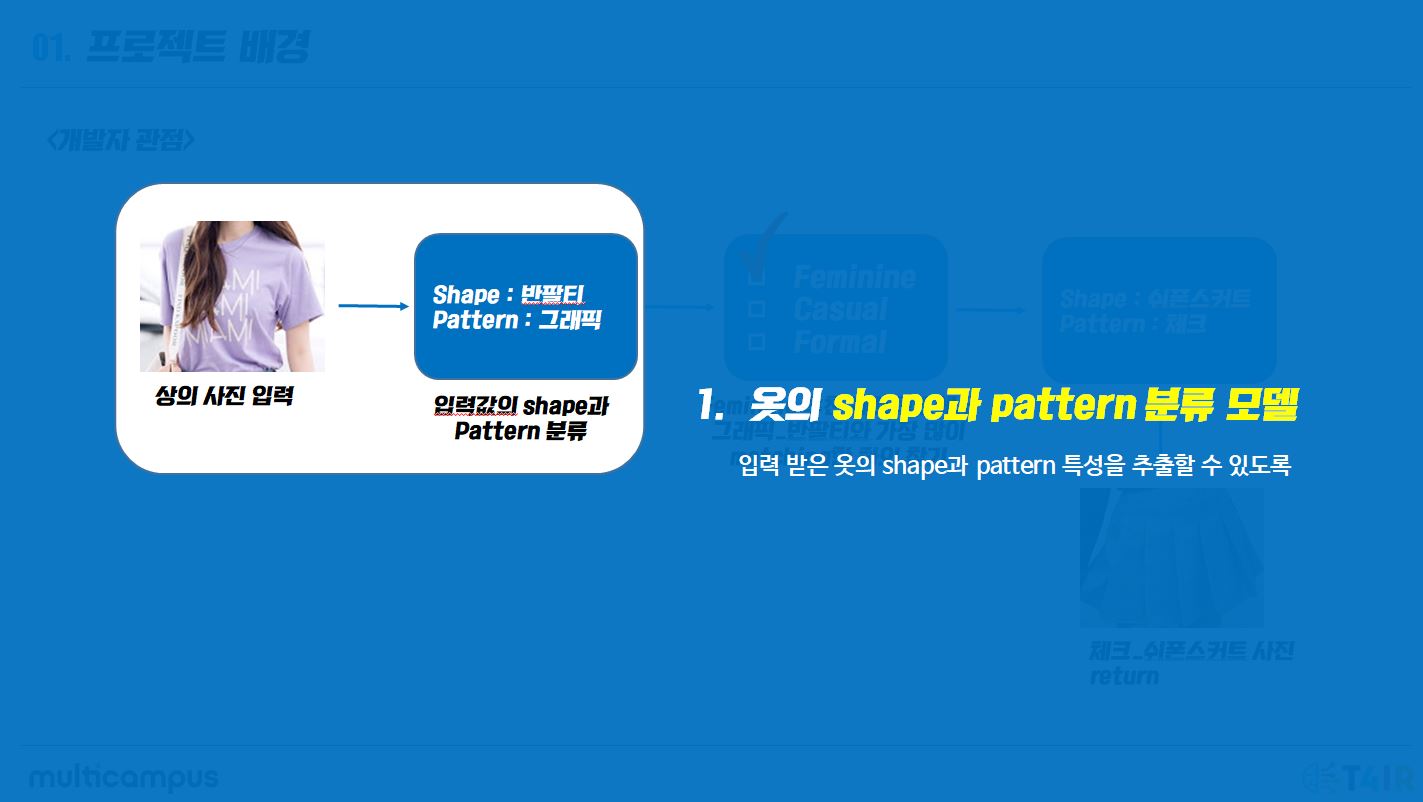 01. 프로젝트 배경
<개발자 관점>
MIAMI
Shape : 반팔티
Pattern : 그래픽
상의 사진 입력
입력값의 shape과
Pattern 분류
Feminine
Casual
Formal
Shape : 쉬폰스커트
Pattern : 체크
그래픽_반팔티와 가장 많이
1. 옷의 shape과 pattern 분류 모델
입력 받은 옷의 shape과 pattern 특성을 추출할 수 있도록
체크_쉬폰스커트 사진
return
multicampus
T4IR